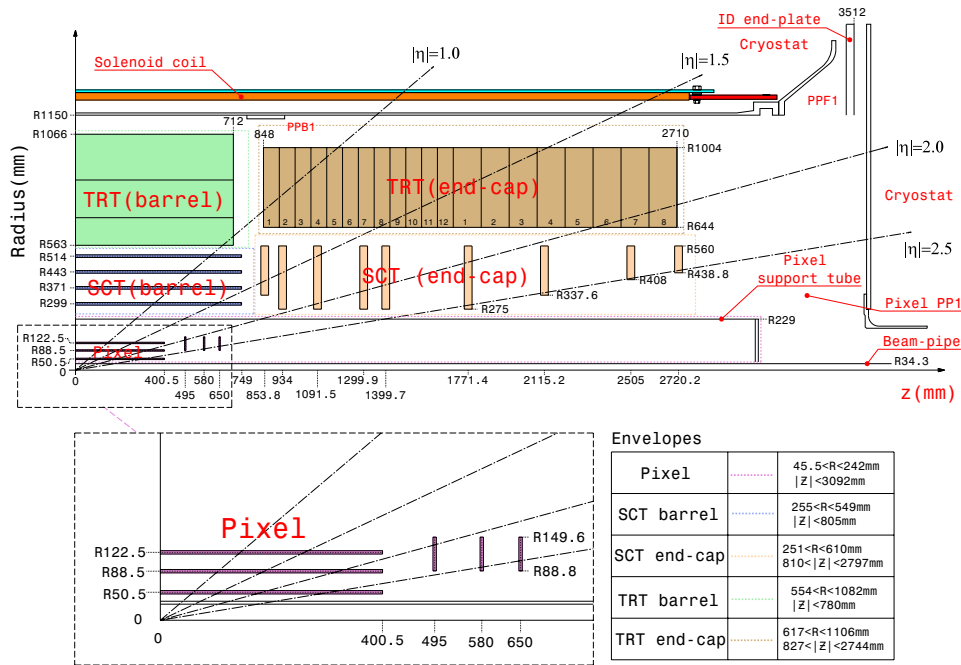 3512
ID end-plate
Cryostat
|η|=1.0
|η|=1.5
Solenoid coil
PPF1
R1150
712
PPB1
R1066
848
2710
R1004
|η|=2.0
TRT(barrel)
TRT(end-cap)
Cryostat
Radius(mm)
1 2 3 4 5 6 7 8 9 10 11 12 1 2 3 4 5 6 7 8
R644
R563
R560
|η|=2.5
R514
R443
SCT (end-cap)
Pixel
support tube
R438.8
R371
SCT(barrel)
R408
R337.6
Pixel PP1
R299
R275
R229
R122.5
R88.5
Pixel
Beam-pipe
R50.5
R34.3
0
0
400.5
580
749
934
1299.9
1771.4
2115.2
2505
2720.2
495
650
853.8
1091.5
1399.7
z(mm)
Envelopes
Pixel
45.5<R<242mm
|Z|<3092mm
SCT barrel
255<R<549mm
|Z|<805mm
SCT end-cap
251<R<610mm
810<|Z|<2797mm
TRT barrel
554<R<1082mm
|Z|<780mm
TRT end-cap
617<R<1106mm
827<|Z|<2744mm
Pixel
R149.6
R122.5
R88.5
R88.8
R50.5
0
0
400.5
495
580
650